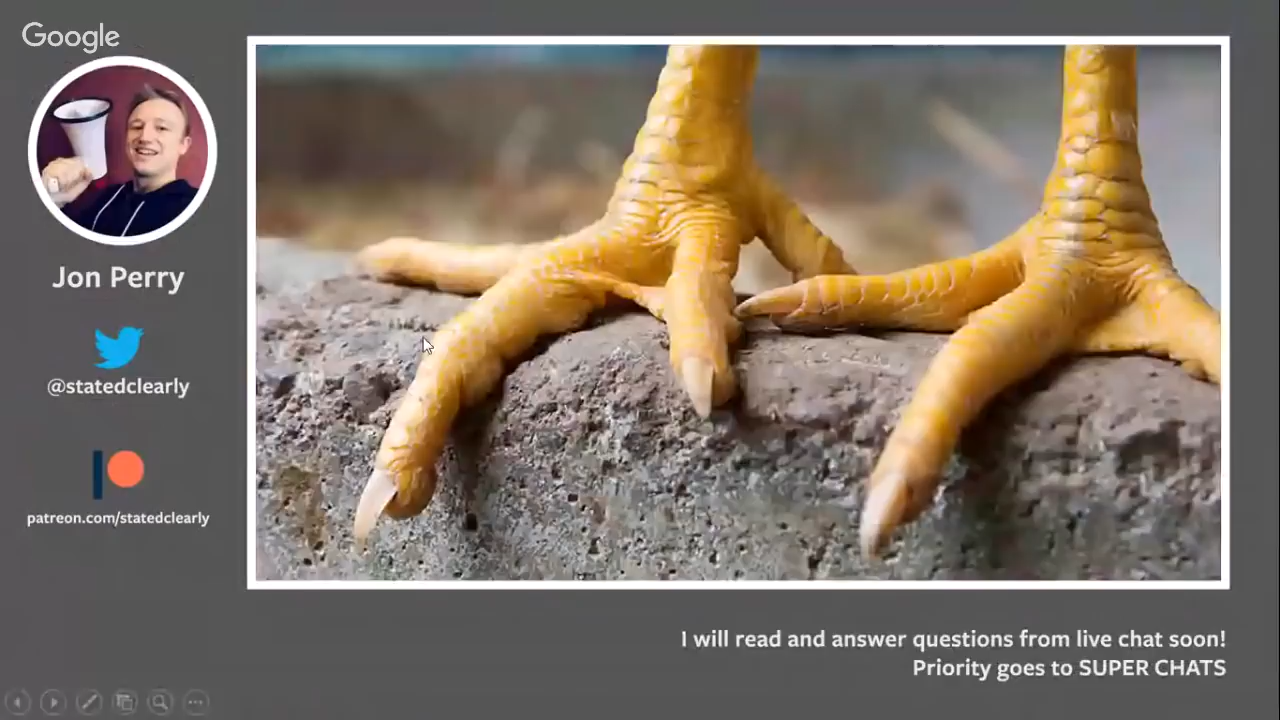 Google
Jon Perry
@statedclearly
patreon.com/statedclearly
I will read and answer questions from live chat soon!
Priority goes to SUPER CHATS